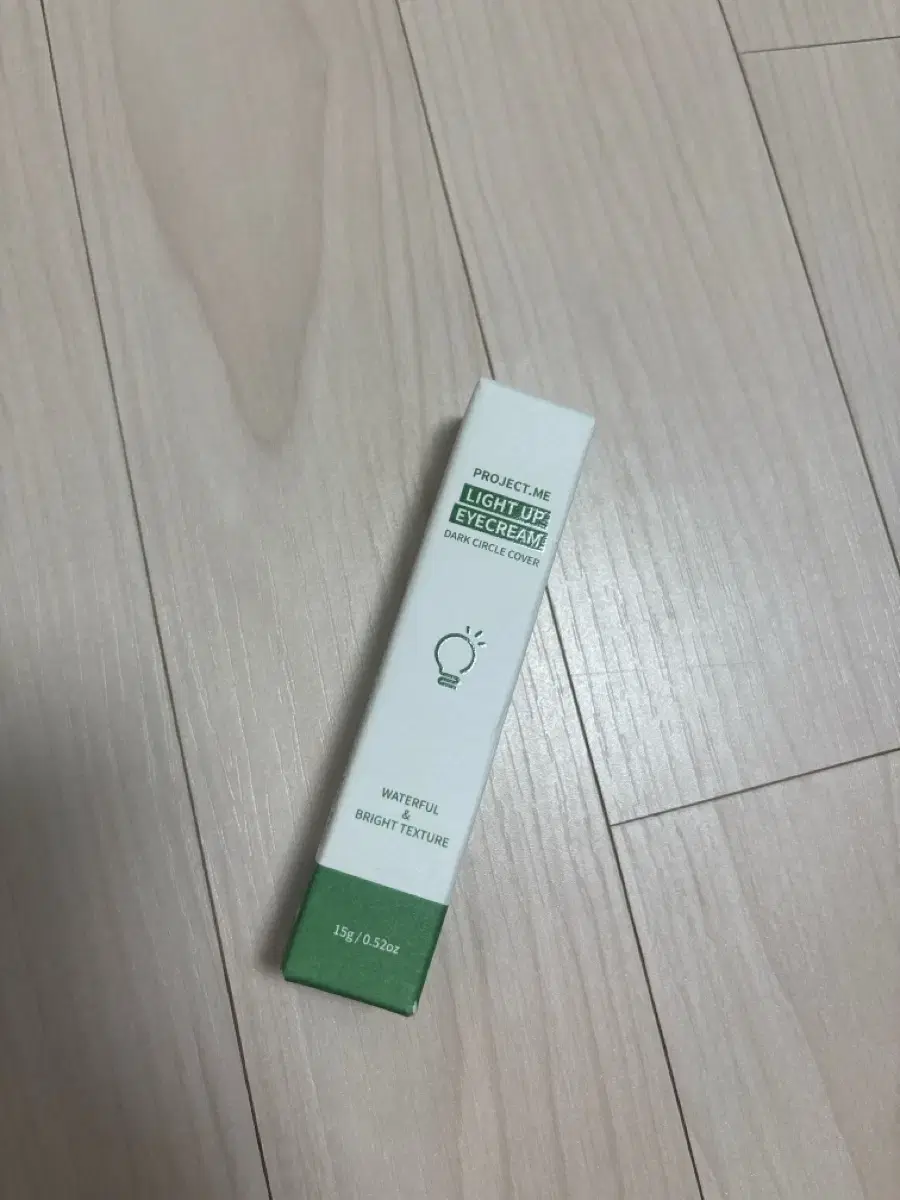 PROJECT.ME
LIGHT UP
EYECREAM
DARK CIRCLE COVER
WATERFUL
&
BRIGHT TEXTURE
15g / 0.52oz